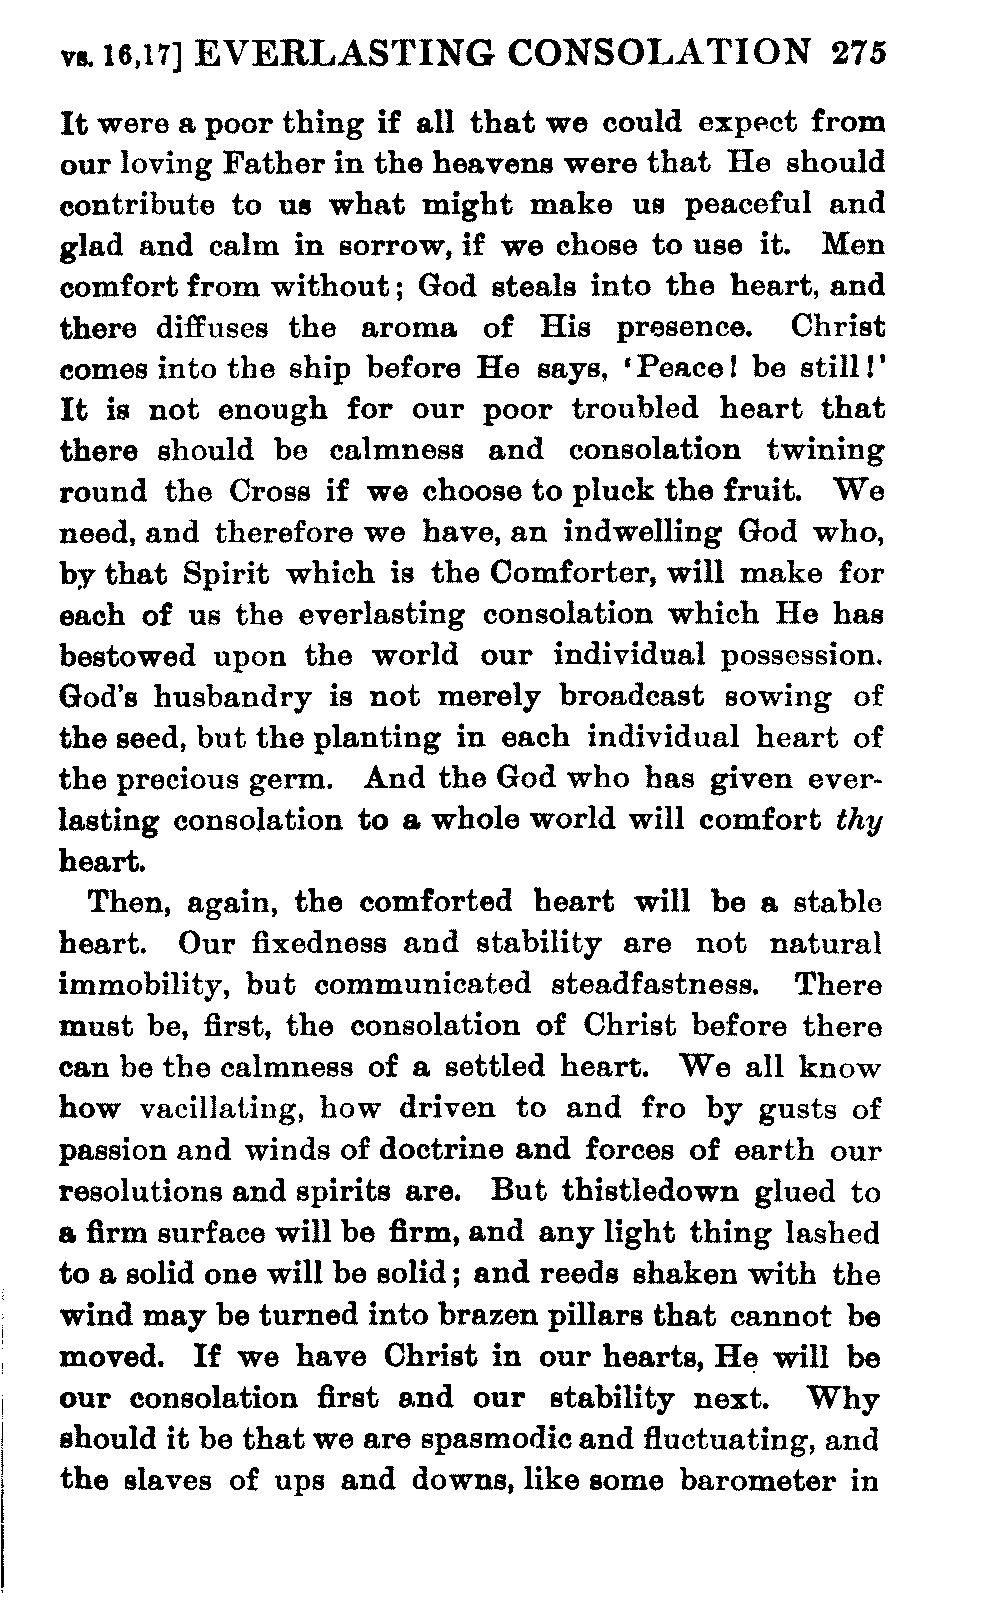 vs. 16,17] EVERLASTING CONSOLATION 275
It were a poor thing if all that we could expect from
our loving Father in the heavens were that He should
contribute to us what might make us peaceful and
glad and calm in sorrow, if we chose to use it. Men
comfort from without; God steals into the heart, and
there diffuses the aroma of His presence. Christ
comes into the ship before He says, ‘Peace! be still!’
It is not enough for our poor troubled heart that
there should be calmness and consolation twining
round the Cross if we choose to pluck the fruit. We
need, and therefore we have, an indwelling God who,
by that Spirit which is the Comforter, will make for
each of us the everlasting consolation which He has
bestowed upon the world our individual possession.
God's husbandry is not merely broadcast sowing of
the seed, but the planting in each individual heart of
the precious germ. And the God who has given ever-
lasting consolation to a whole world will comfort thy
heart.
Then, again, the comforted heart will be a stable
heart. Our fixedness and stability are not natural
immobility, but communicated steadfastness. There
must be, first, the consolation of Christ before there
can be the calmness of a settled heart. We all know
how vacillating, how driven to and fro by gusts of
passion and winds of doctrine and forces of earth our
resolutions and spirits are. But thistledown glued to
a firm surface will be firm, and any light thing lashed
to a solid one will be solid; and reeds shaken with the
wind may be turned into brazen pillars that cannot be
moved. If we have Christ in our hearts, He will be
our consolation first and our stability next. Why
should it be that we are spasmodic and fluctuating, and
the slaves of ups and downs, like some barometer in